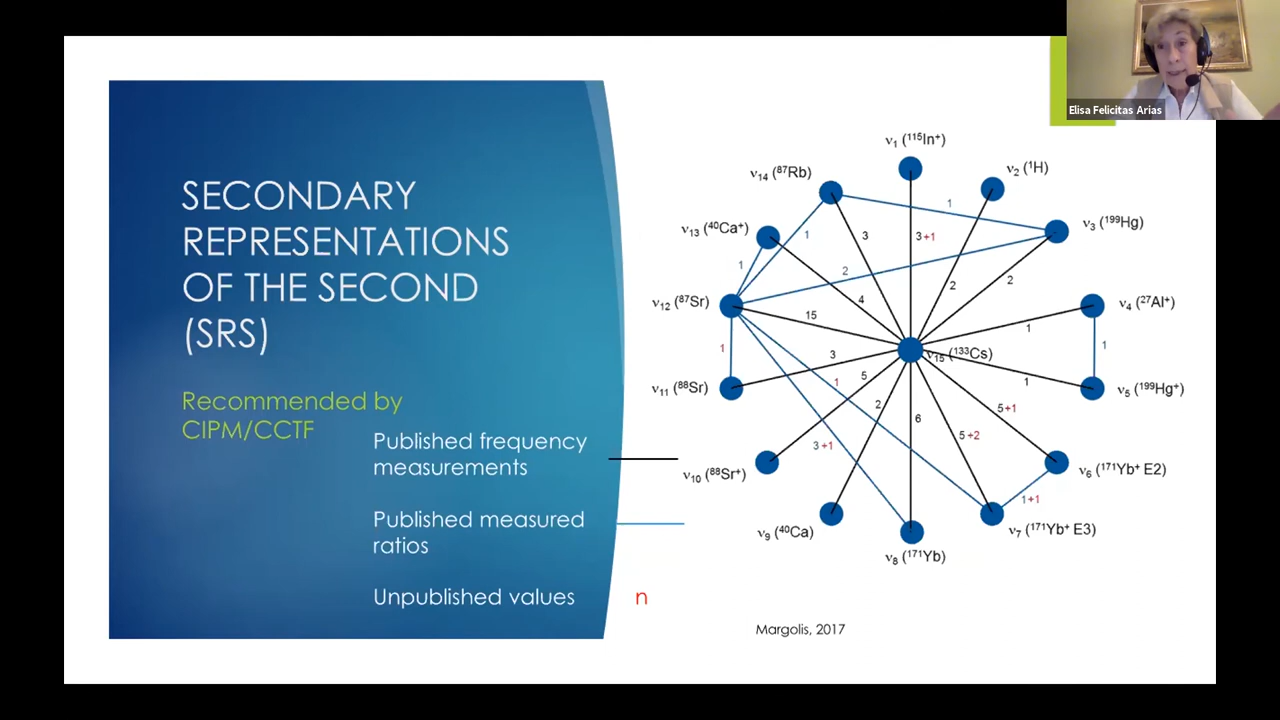 Elisa Felicitas Arias
SECONDARY
REPRESENTATIONS
OF THE SECOND
(SRS)
Recommended by
CIPM/CCTF
Published frequency
measurements
Published measured
ratios
Unpublished values
n
ν₁ (¹¹⁵In⁺)
ν₂ (¹H)
ν₃ (¹⁹⁹Hg)
ν₄ (²⁷Al⁺)
ν₅ (¹⁹⁹Hg⁺)
ν₆ (¹⁷¹Yb⁺ E2)
ν₇ (¹⁷¹Yb⁺ E3)
ν₈ (¹⁷¹Yb)
ν₉ (⁴⁰Ca)
ν₁₀ (⁸⁸Sr⁺)
ν₁₁ (⁸⁸Sr)
ν₁₂ (⁸⁷Sr)
ν₁₃ (⁴⁰Ca⁺)
ν₁₄ (⁸⁷Rb)
ν₁₅ (¹³³Cs)
1
1
3
3+1
1
2
2
2
4
15
1
1
1
3
5
1
1
5+1
2
6
5+2
3+1
1+1
Margolis, 2017